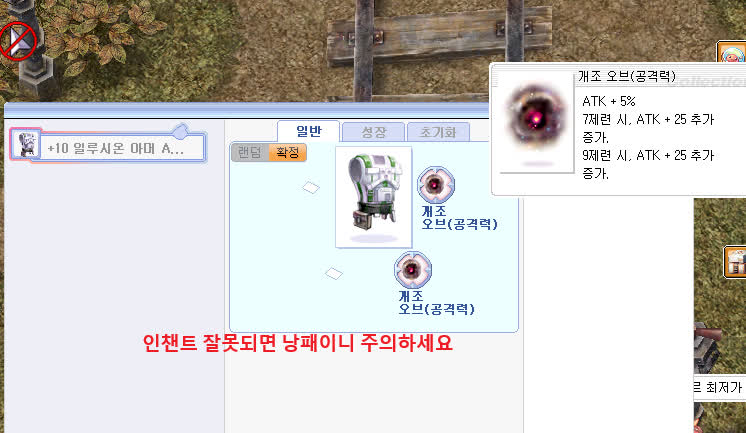 개조 오브(공격력)
Collection
ATK + 5%
7제련 시, ATK + 25 추가
증가.
9제련 시, ATK + 25 추가
증가.
일반 성장 초기화
+10 일루시온 아머 A...
랜덤 확정
개조
오브(공격력)
개조
오브(공격력)
인챈트 잘못되면 낭패이니 주의하세요
르 최저가